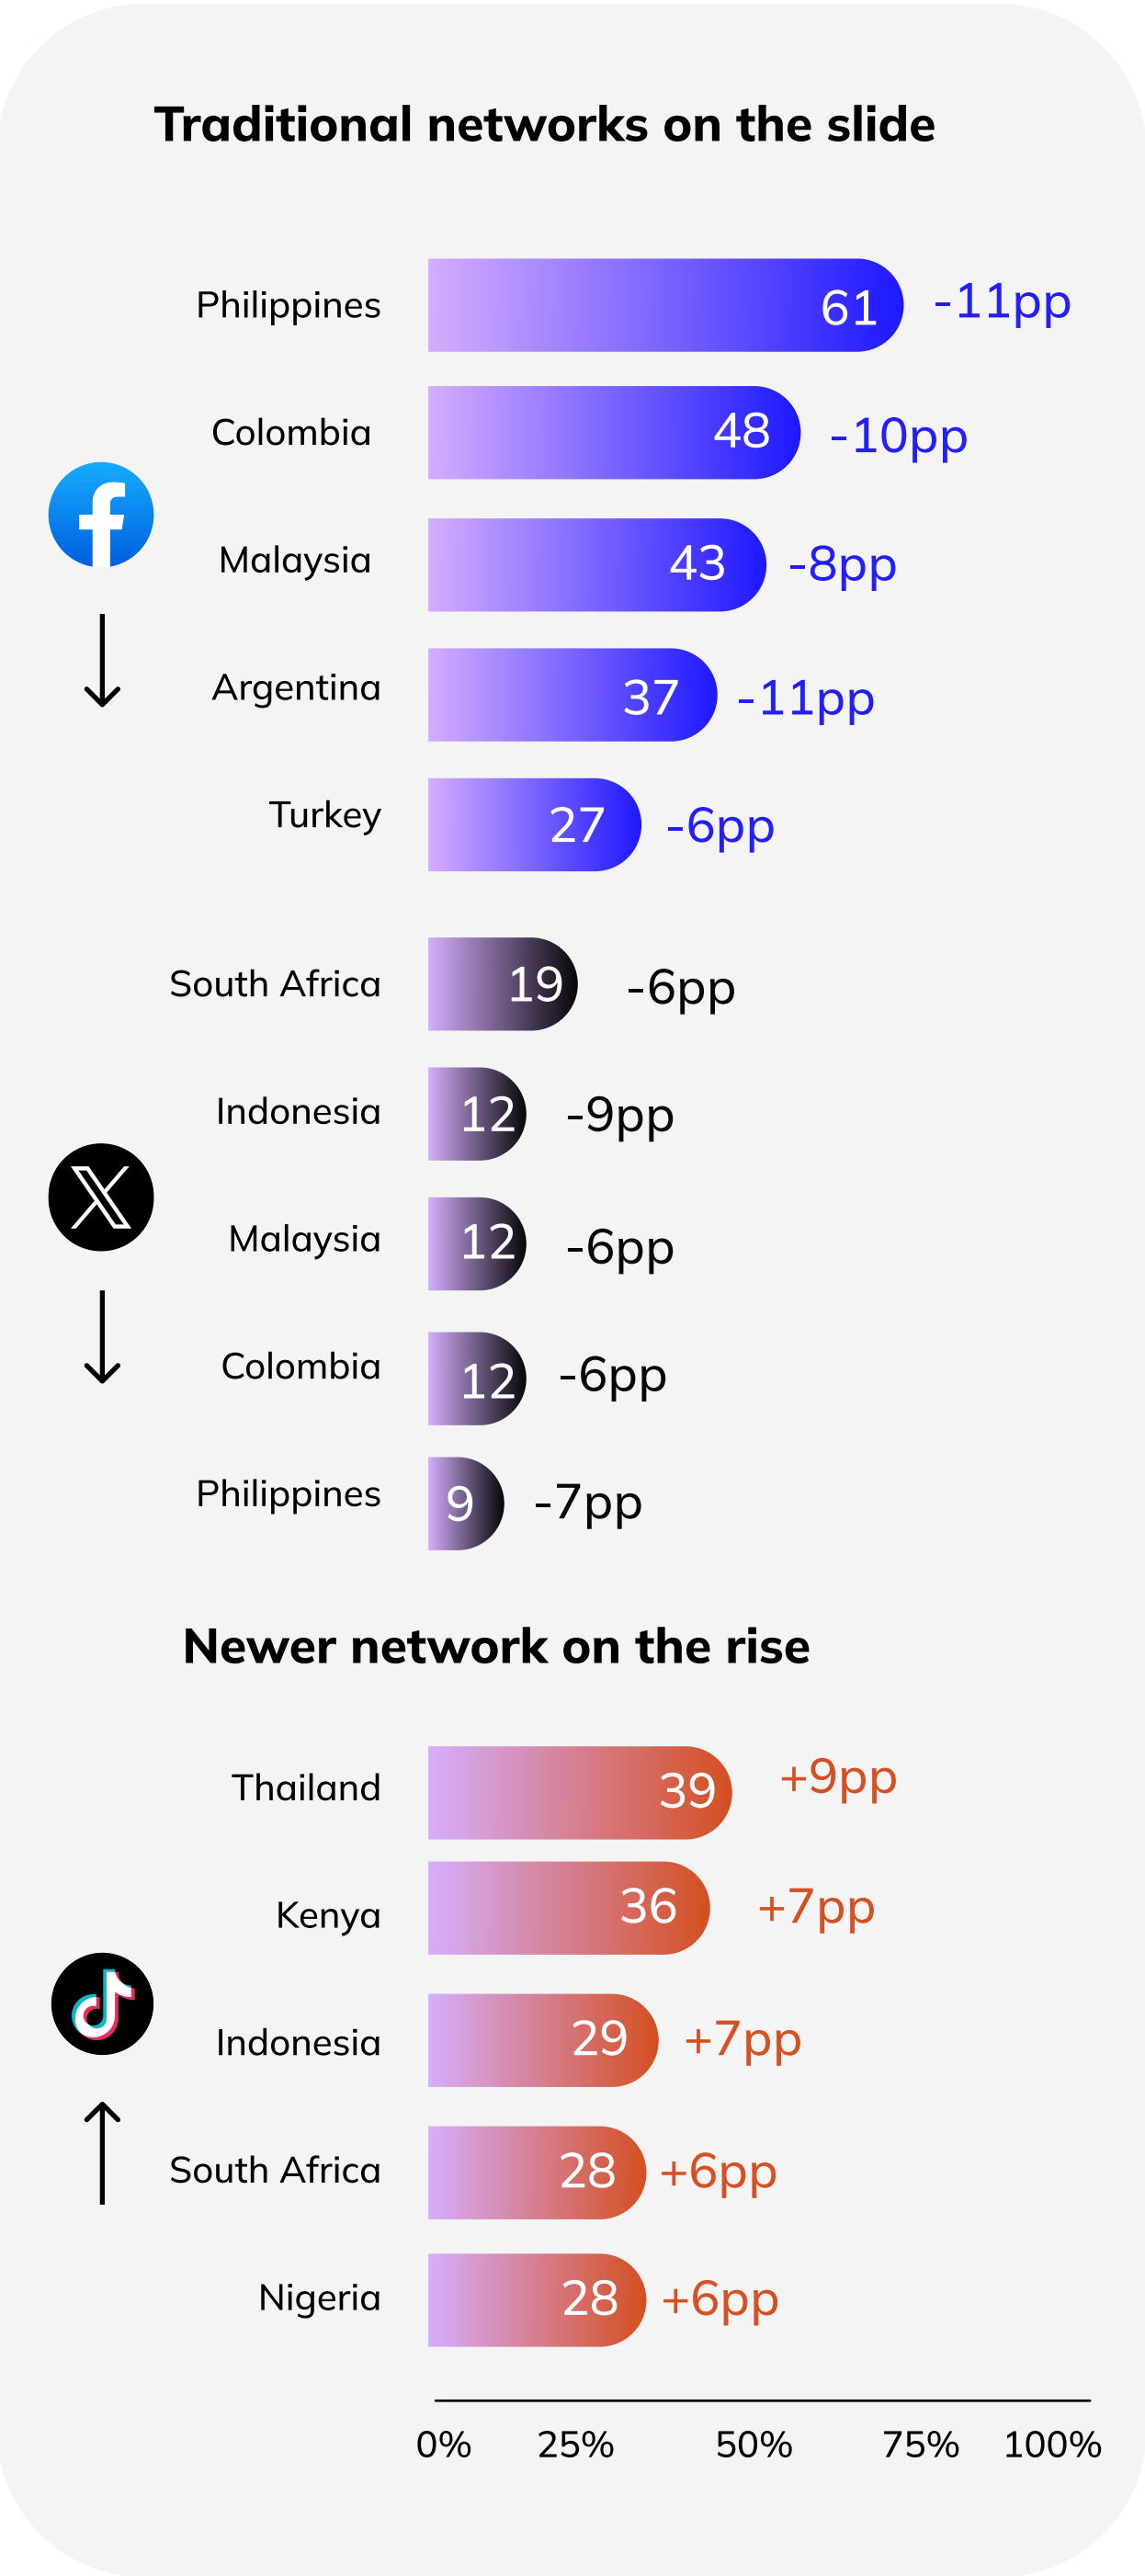 Traditional networks on the slide
Philippines 61 -11pp
Colombia 48 -10pp
Malaysia 43 -8pp
Argentina 37 -11pp
Turkey 27 -6pp
South Africa 19 -6pp
Indonesia 12 -9pp
Malaysia 12 -6pp
Colombia 12 -6pp
Philippines 9 -7pp
Newer network on the rise
Thailand 39 +9pp
Kenya 36 +7pp
Indonesia 29 +7pp
South Africa 28 +6pp
Nigeria 28 +6pp
0% 25% 50% 75% 100%